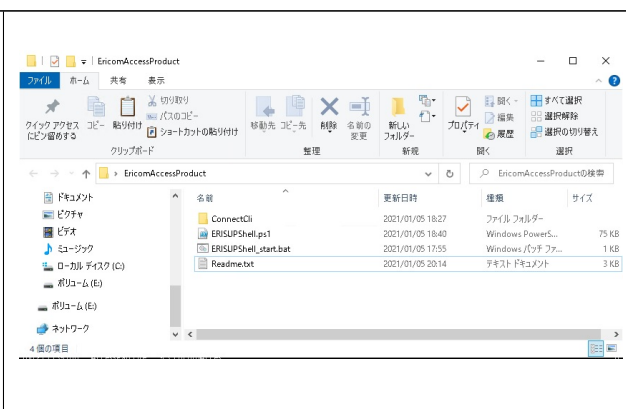 EricomAccessProduct
ファイル ホーム 共有 表示
クイック アクセスにピン留めする
コピー
貼り付け
切り取り
パスのコピー
ショートカットの貼り付け
クリップボード
移動先
コピー先
削除
名前の変更
整理
新しいフォルダー
新規
プロパティ
開く
編集
履歴
開く
すべて選択
選択解除
選択の切り替え
選択
EricomAccessProduct
EricomAccessProductの検索
ドキュメント
ピクチャ
ビデオ
ミュージック
ローカル ディスク (C:)
ボリューム (E:)
ボリューム (E:)
ネットワーク
名前 更新日時 種類 サイズ
ConnectCli 2021/01/05 18:27 ファイル フォルダー
ERISUPShell.ps1 2021/01/05 18:40 Windows PowerS... 75 KB
ERISUPShell_start.bat 2021/01/05 17:55 Windows バッチ ファ... 1 KB
Readme.txt 2021/01/05 20:14 テキスト ドキュメント 3 KB
4 個の項目